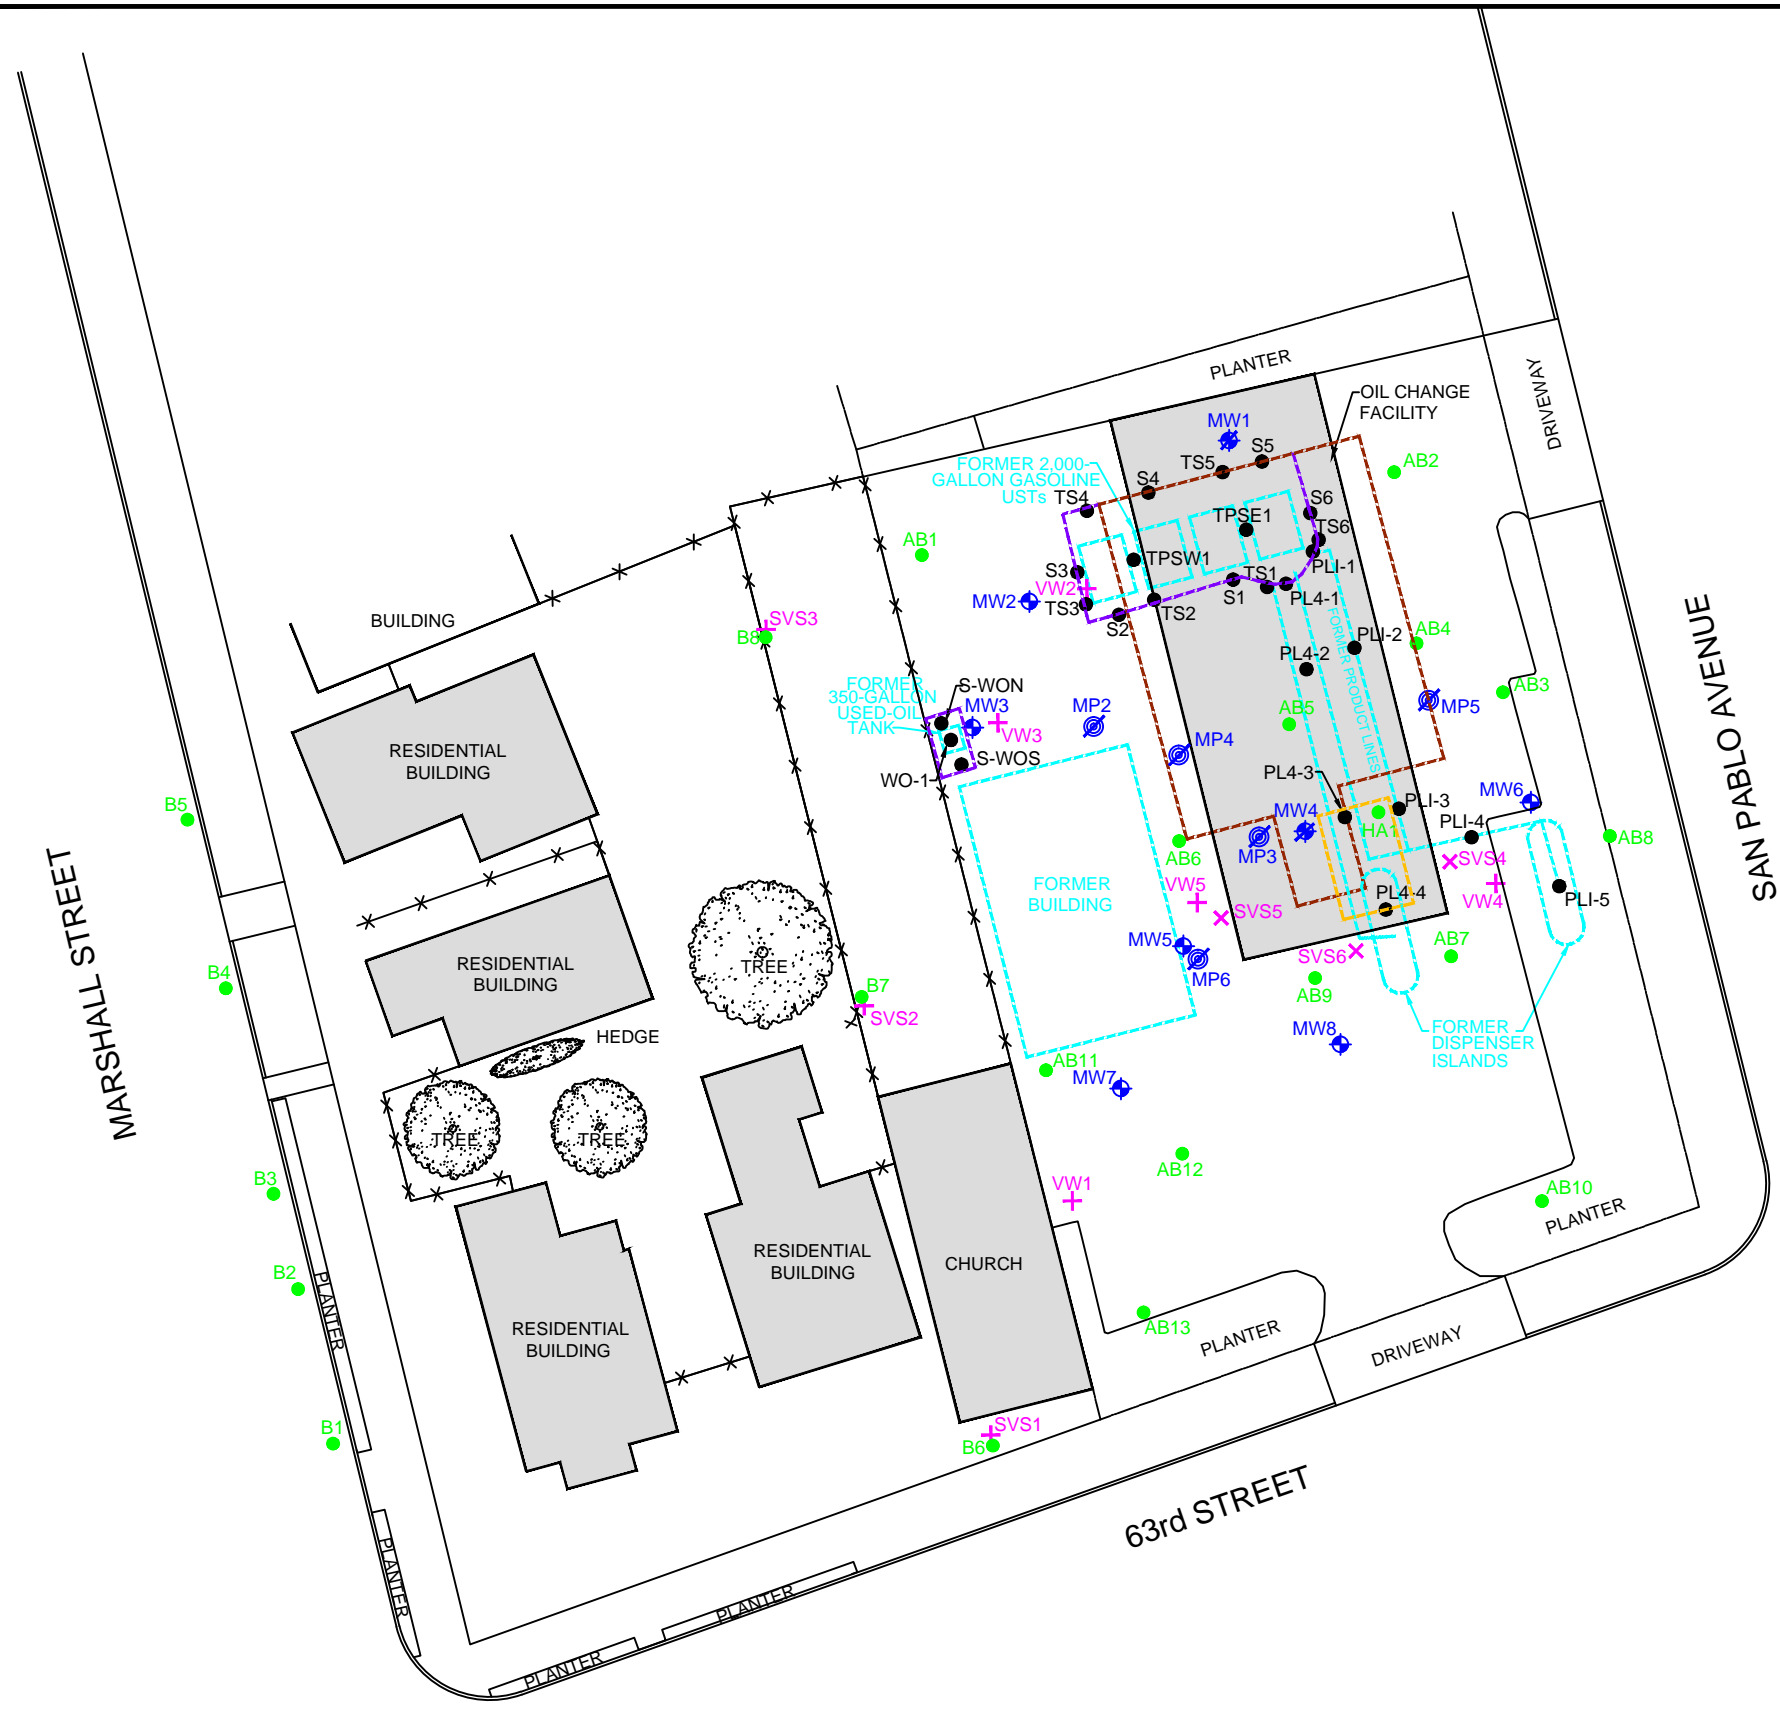 PLANTER
OIL CHANGE
FACILITY
DRIVEWAY
MW1
S5
TS5
AB2
FORMER 2,000-
GALLON GASOLINE
USTs
S4
TS4
S6
TPSE1
TS6
AB1
TPSW1
PLI-1
S3
TS1
VW2
S1
PL4-1
MW2
TS3
TS2
S2
BUILDING
SVS3
B8
FORMER PRODUCT LINES
PLI-2
AB4
PL4-2
SAN PABLO AVENUE
FORMER
350-GALLON
USED-OIL
TANK
S-WON
MW3
VW3
MP2
AB5
AB3
MP5
RESIDENTIAL
BUILDING
S-WOS
WO-1
MP4
PL4-3
MW6
B5
PLI-3
MW4
HA1
PLI-4
AB8
MP3
AB6
SVS4
MARSHALL STREET
FORMER
BUILDING
VW5
SVS5
PL4-4
VW4
PLI-5
RESIDENTIAL
BUILDING
TREE
MW5
MP6
SVS6
AB7
B4
B7
SVS2
AB9
HEDGE
MW8
FORMER
DISPENSER
ISLANDS
AB11
MW7
TREE
TREE
AB12
B3
VW1
AB10
PLANTER
RESIDENTIAL
BUILDING
CHURCH
B2
PLANTER
AB13
PLANTER
DRIVEWAY
RESIDENTIAL
BUILDING
B1
SVS1
B6
63rd STREET
PLANTER
PLANTER
PLANTER